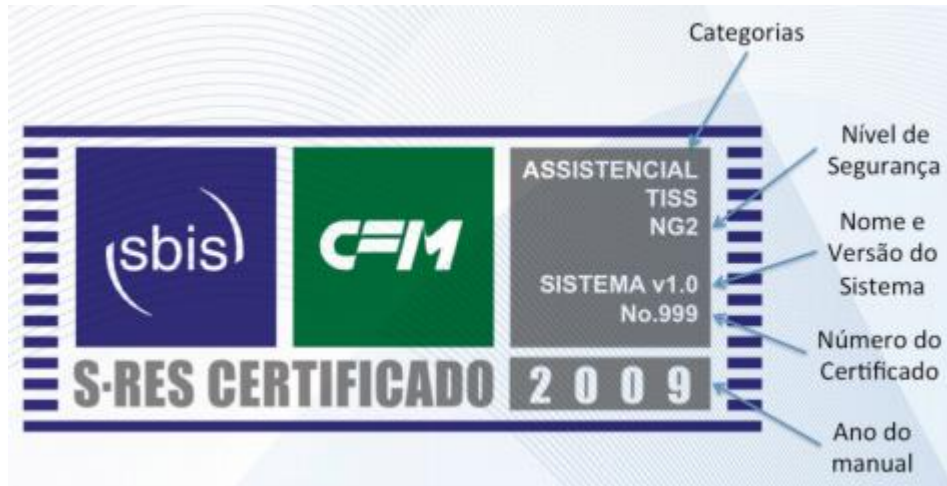 Categorias
Nível de
Segurança
Nome e
Versão do
Sistema
Número do
Certificado
Ano do
manual
sbis
CFM
ASSISTENCIAL
TISS
NG2
SISTEMA v1.0
No.999
S-RES CERTIFICADO
2009